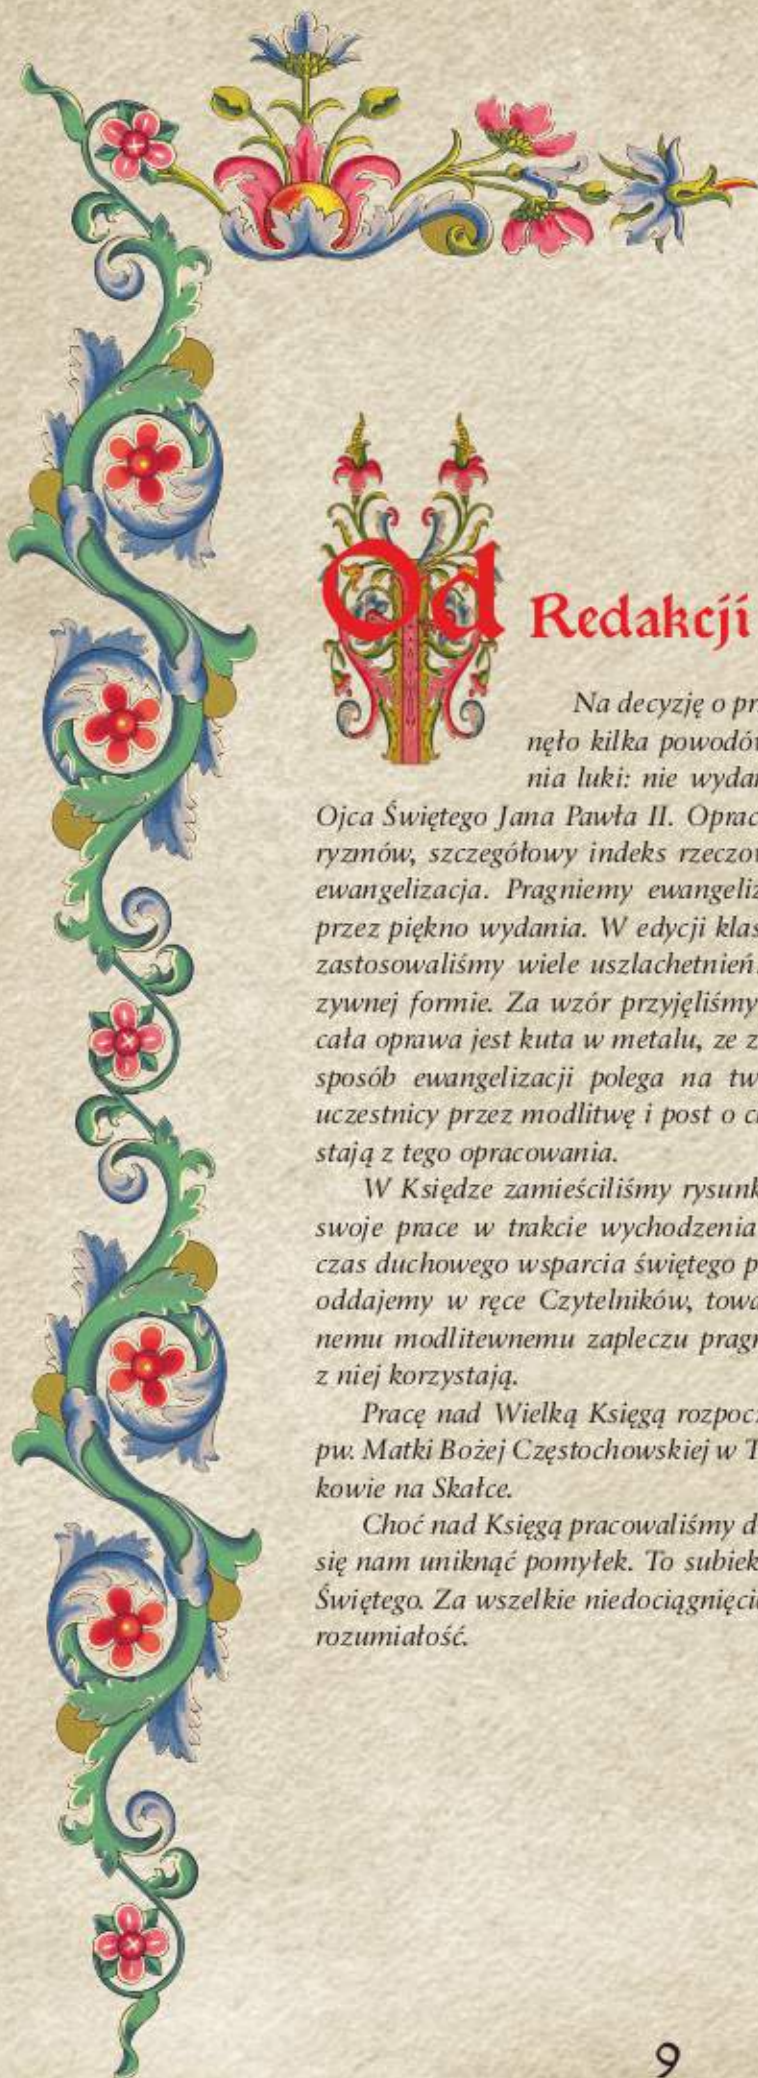 Od Redakcji
Na decyzję o pr
nęło kilka powodów
nia luki: nie wydan
Ojca Świętego Jana Pawła II. Oprac
ryzmów, szczegółowy indeks rzeczow
ewangelizacja. Pragniemy ewangeliz
przez piękno wydania. W edycji klas
zastosowaliśmy wiele uszlachetnień.
zywnej formie. Za wzór przyjęliśmy
cała oprawa jest kuta w metalu, ze z
sposób ewangelizacji polega na tw
uczestnicy przez modlitwę i post o c
stają z tego opracowania.
W Księdze zamieściliśmy rysunk
swoje prace w trakcie wychodzenia
czas duchowego wsparcia świętego p
oddajemy w ręce Czytelników, towa
nemu modlitewnemu zapleczu pragn
z niej korzystają.
Pracę nad Wielką Księgą rozpocz
pw. Matki Bożej Częstochowskiej w T
kowie na Skałce.
Choć nad Księgą pracowaliśmy d
się nam uniknąć pomyłek. To subiek
Świętego. Za wszelkie niedociągnięci
rozumiałość.
9